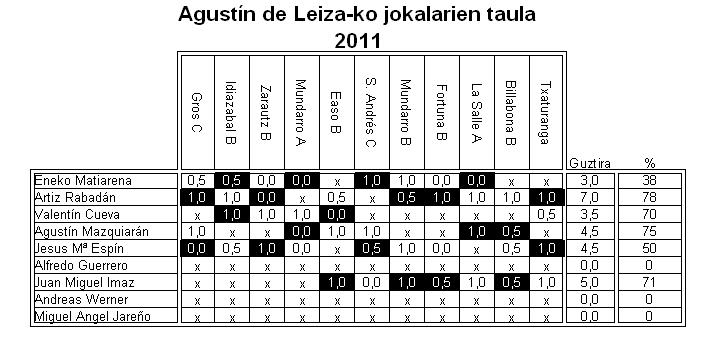 Agustín de Leiza-ko jokalarien taula
2011
Gros C Idiazabal B Zarautz B Mundarro A Easo B S. Andrés C Mundarro B Fortuna B La Salle A Billabona B Txaturanga Guztira %
Eneko Matiarena 0,5 0,5 0,0 0,0 x 1,0 1,0 0,0 0,0 x x 3,0 38
Artiz Rabadán 1,0 1,0 0,0 x 0,5 x 0,5 1,0 1,0 1,0 1,0 7,0 78
Valentín Cueva x 1,0 1,0 1,0 0,0 x x x x x 0,5 3,5 70
Agustín Mazquiarán 1,0 x x 0,0 1,0 1,0 x x 1,0 0,5 x 4,5 75
Jesus Mª Espín 0,0 0,5 1,0 0,0 x 0,5 1,0 0,0 x 0,5 1,0 4,5 50
Alfredo Guerrero x x x x x x x x x x x 0,0 0
Juan Miguel Imaz x x x x 1,0 0,0 1,0 0,5 1,0 0,5 1,0 5,0 71
Andreas Werner x x x x x x x x x x x 0,0 0
Miguel Angel Jareño x x x x x x x x x x x 0,0 0